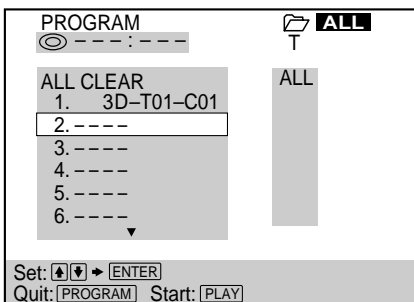 PROGRAM ALL
– – – : – – – T
ALL CLEAR ALL
1. 3D–T01–C01
2. – – – –
3. – – – –
4. – – – –
5. – – – –
6. – – – –
Set: ENTER
Quit: PROGRAM Start: PLAY